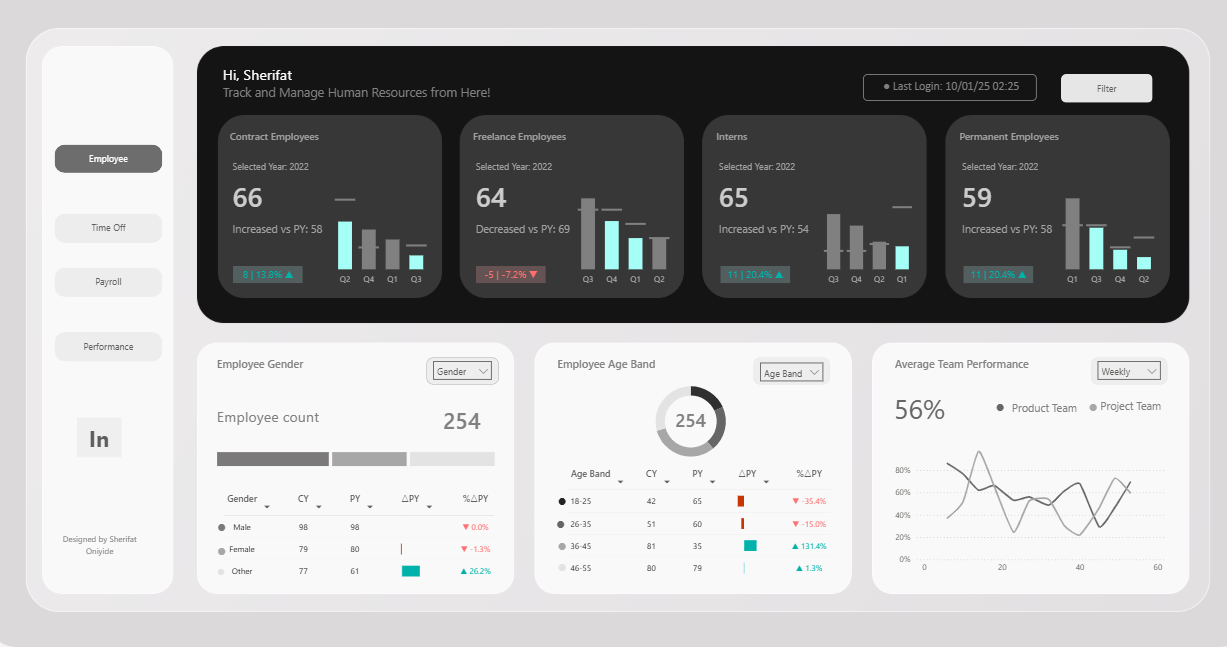 Hi, Sherifat
Track and Manage Human Resources from Here!
Last Login: 10/01/25 02:25
Filter
Employee
Time Off
Payroll
Performance
In
Designed by Sherifat
Oniyide
Contract Employees
Selected Year: 2022
66
Increased vs PY: 58
8 | 13.8% ▲
Q2 Q4 Q1 Q3
Freelance Employees
Selected Year: 2022
64
Decreased vs PY: 69
-5 | -7.2% ▼
Q3 Q4 Q1 Q2
Interns
Selected Year: 2022
65
Increased vs PY: 54
11 | 20.4% ▲
Q3 Q4 Q2 Q1
Permanent Employees
Selected Year: 2022
59
Increased vs PY: 58
11 | 20.4% ▲
Q1 Q3 Q4 Q2
Employee Gender
Gender
Employee count
254
Gender CY PY △PY %△PY
Male 98 98 ▼ 0.0%
Female 79 80 ▼ -1.3%
Other 77 61 ▲ 26.2%
Employee Age Band
Age Band
254
Age Band CY PY △PY %△PY
18-25 42 65 ▼ -35.4%
26-35 51 60 ▼ -15.0%
36-45 81 35 ▲ 131.4%
46-55 80 79 ▲ 1.3%
Average Team Performance
Weekly
56%
Product Team Project Team
80%
60%
40%
20%
0%
0 20 40 60